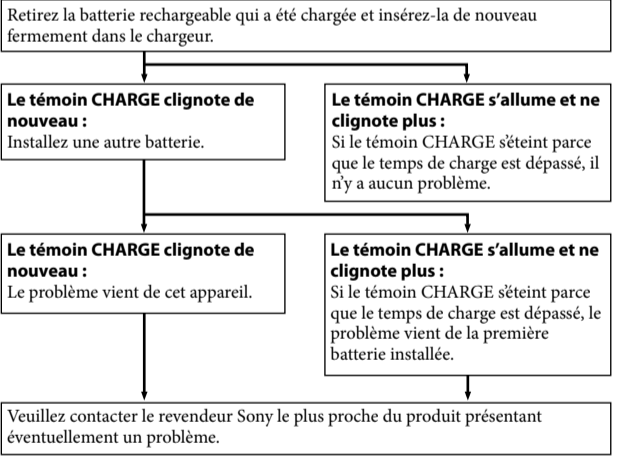 Retirez la batterie rechargeable qui a été chargée et insérez-la de nouveau
fermement dans le chargeur.
Le témoin CHARGE clignote de
nouveau :
Installez une autre batterie.
Le témoin CHARGE s'allume et ne
clignote plus :
Si le témoin CHARGE s'éteint parce
que le temps de charge est dépassé, il
n'y a aucun problème.
Le témoin CHARGE clignote de
nouveau :
Le problème vient de cet appareil.
Le témoin CHARGE s'allume et ne
clignote plus :
Si le témoin CHARGE s'éteint parce
que le temps de charge est dépassé, le
problème vient de la première
batterie installée.
Veuillez contacter le revendeur Sony le plus proche du produit présentant
éventuellement un problème.